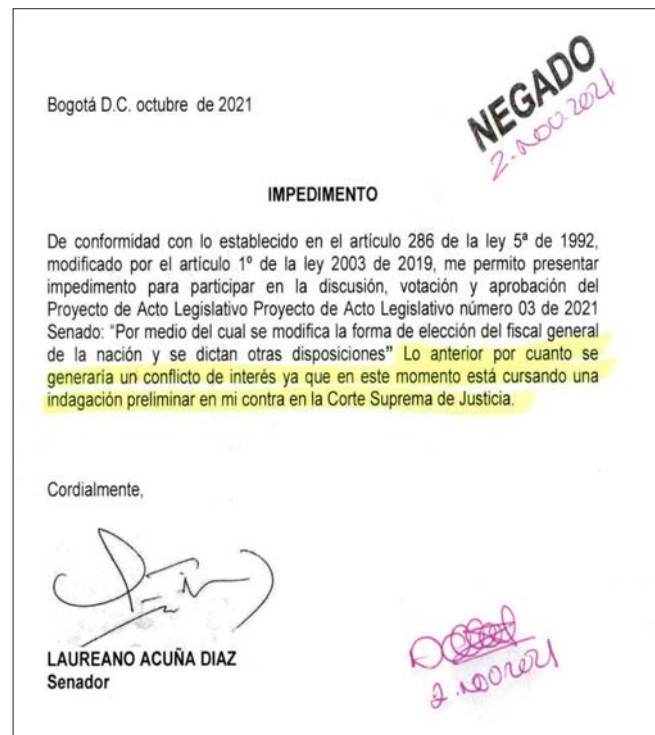 NEGADO
2. NOV. 2021
Bogotá D.C. octubre de 2021
IMPEDIMENTO
De conformidad con lo establecido en el artículo 286 de la ley 5ª de 1992,
modificado por el artículo 1º de la ley 2003 de 2019, me permito presentar
impedimento para participar en la discusión, votación y aprobación del
Proyecto de Acto Legislativo Proyecto de Acto Legislativo número 03 de 2021
Senado: “Por medio del cual se modifica la forma de elección del fiscal general
de la nación y se dictan otras disposiciones” Lo anterior por cuanto se
generaría un conflicto de interés ya que en este momento está cursando una
indagación preliminar en mi contra en la Corte Suprema de Justicia.
Cordialmente,
LAUREANO ACUÑA DIAZ
Senador
2. NOV 2021